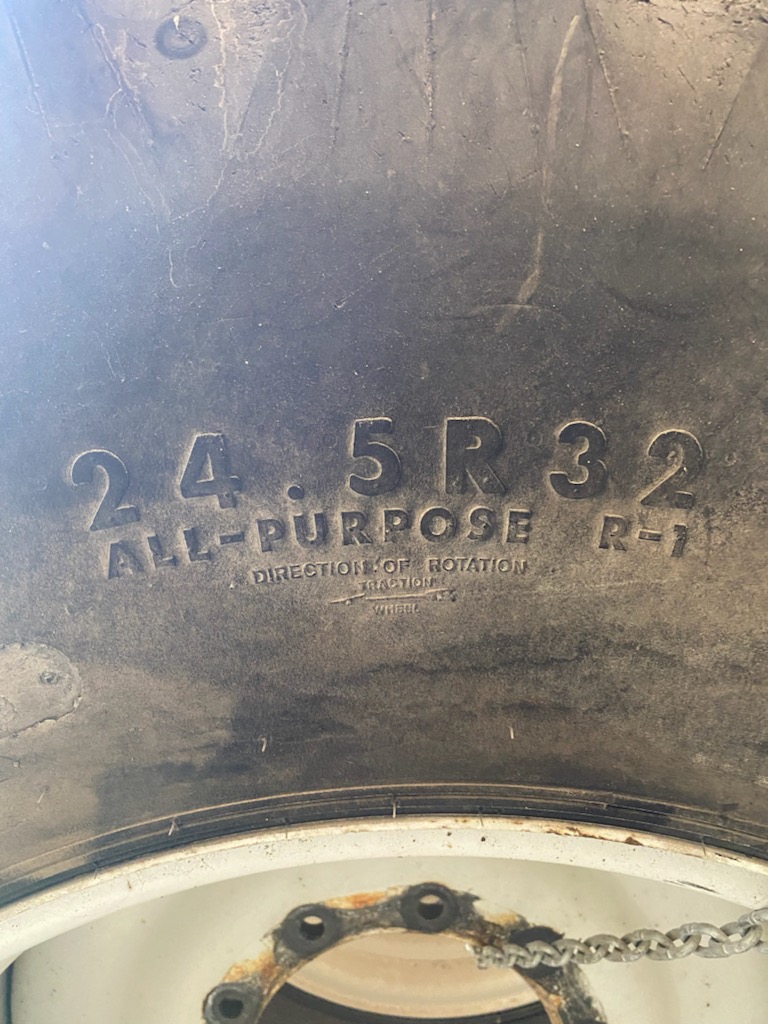 24.5R32
ALL-PURPOSE R-1
DIRECTION OF ROTATION
TRACTION
WHEEL